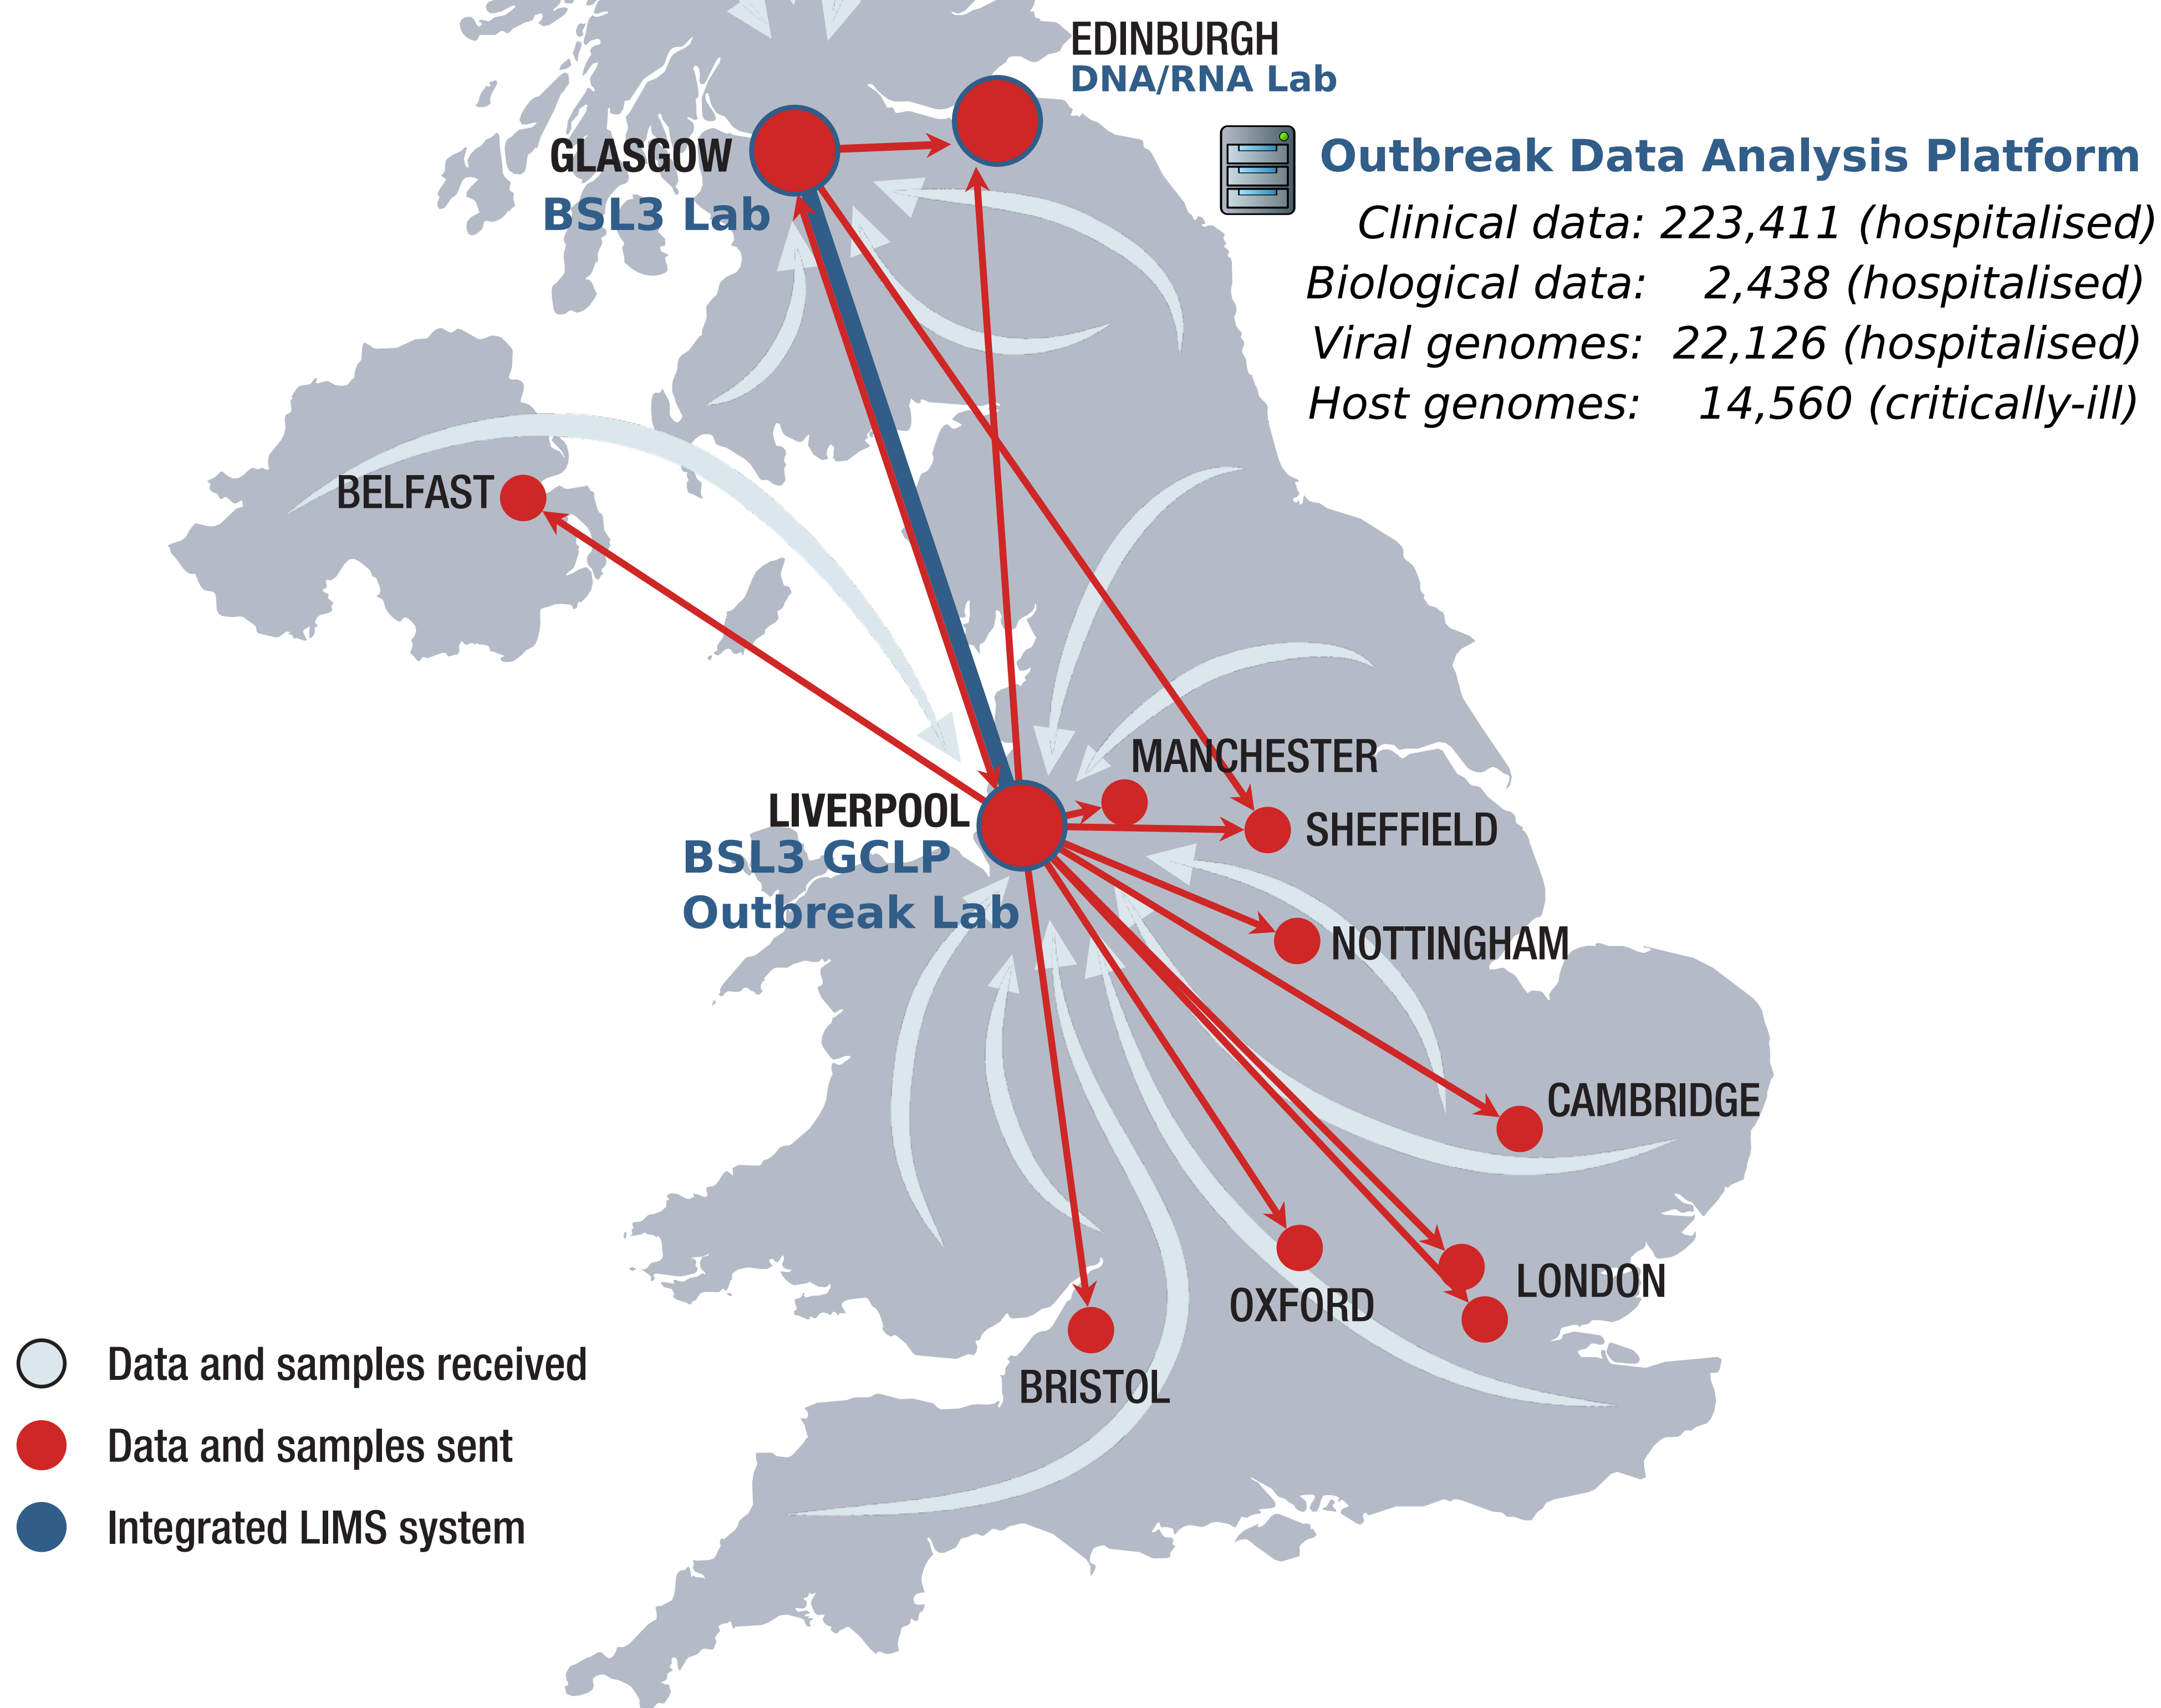 EDINBURGH
DNA/RNA Lab
GLASGOW
BSL3 Lab
Outbreak Data Analysis Platform
Clinical data: 223,411 (hospitalised)
Biological data: 2,438 (hospitalised)
Viral genomes: 22,126 (hospitalised)
Host genomes: 14,560 (critically-ill)
BELFAST
MANCHESTER
LIVERPOOL
BSL3 GCLP
Outbreak Lab
SHEFFIELD
NOTTINGHAM
CAMBRIDGE
LONDON
OXFORD
BRISTOL
Data and samples received
Data and samples sent
Integrated LIMS system